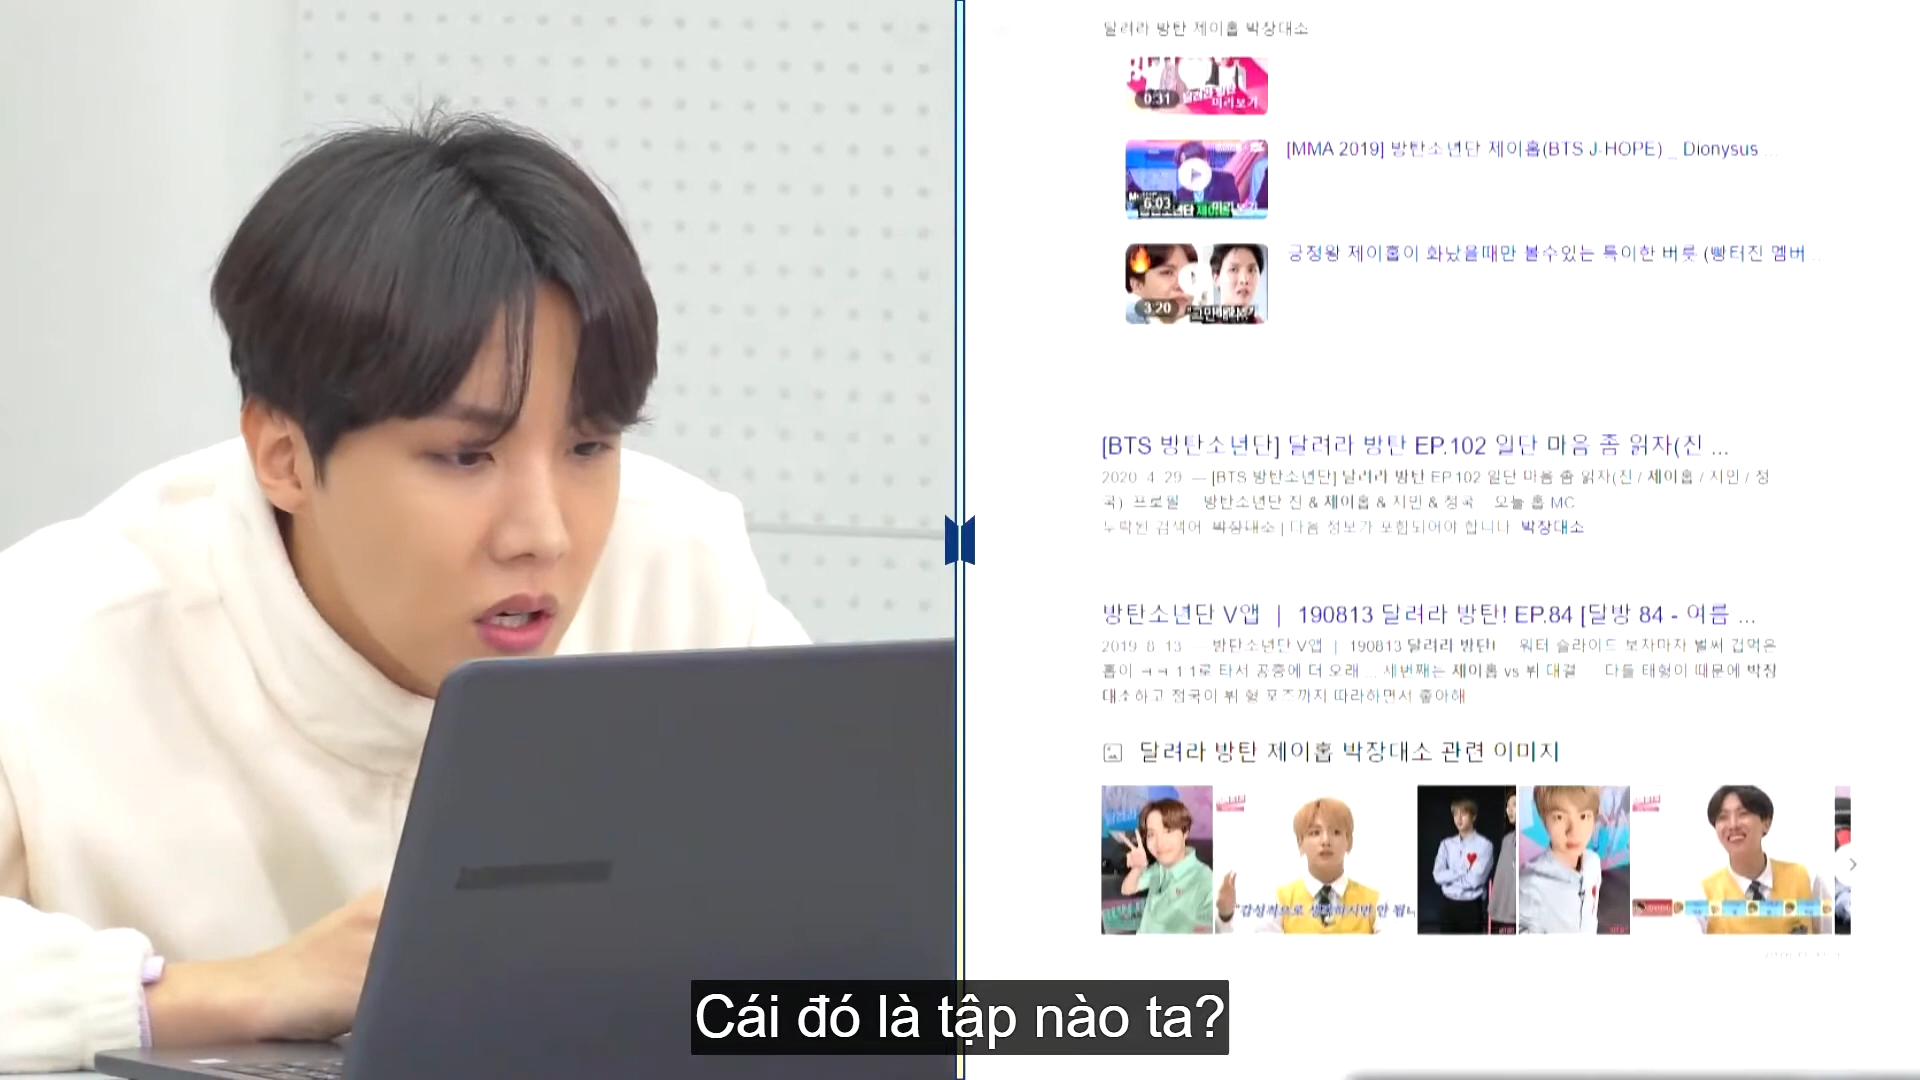 달려라 방탄 제이홉 박장대소
0:31
미리보기
[MMA 2019] 방탄소년단 제이홉(BTS J-HOPE) _ Dionysus ...
6:03
긍정왕 제이홉이 화났을때만 볼수있는 특이한 버릇 (빵터진 멤버 ...
3:20
[BTS 방탄소년단] 달려라 방탄 EP.102 일단 마음 좀 읽자(진 ...
2020. 4. 29. — [BTS 방탄소년단] 달려라 방탄 EP.102 일단 마음 좀 읽자(진 / 제이홉 / 지민 / 정
국) 프로필 방탄소년단 진 & 제이홉 & 지민 & 정국 오늘 홉 MC
누락된 검색어: 박장대소 | 다음 정보가 포함되어야 합니다. 박장대소
방탄소년단 V앱 | 190813 달려라 방탄! EP.84 [달방 84 - 여름 ...
2019. 8. 13. — 방탄소년단 V앱 | 190813 달려라 방탄! 워터 슬라이드 보자마자 벌써 겁먹은
홉이 ㅋㅋ 1:1로 타서 공중에 더 오래 ... 세번째는 제이홉 vs 뷔 대결 다들 태형이 때문에 박장
대소하고 정국이 뷔 형 포즈까지 따라하면서 좋아해
달려라 방탄 제이홉 박장대소 관련 이미지
Cái đó là tập nào ta?